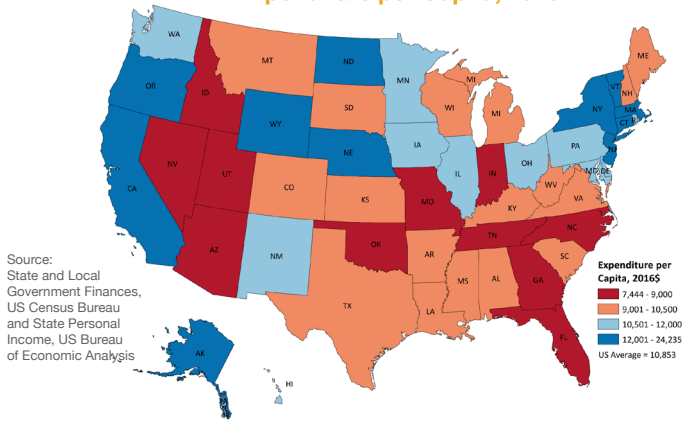 WA
MT
ND
MN
ME
OR
ID
SD
WI
MI
MI
VT
NH
NY
MA
CT
WY
NE
IA
PA
NJ
NV
UT
CO
KS
MO
IL
IN
OH
MD
DE
WV
VA
KY
CA
AZ
NM
OK
AR
TN
NC
SC
TX
LA
MS
AL
GA
FL
AK
HI
Source:
State and Local
Government Finances,
US Census Bureau
and State Personal
Income, US Bureau
of Economic Analysis
Expenditure per
Capita, 2016$
7,444 - 9,000
9,001 - 10,500
10,501 - 12,000
12,001 - 24,235
US Average = 10,853